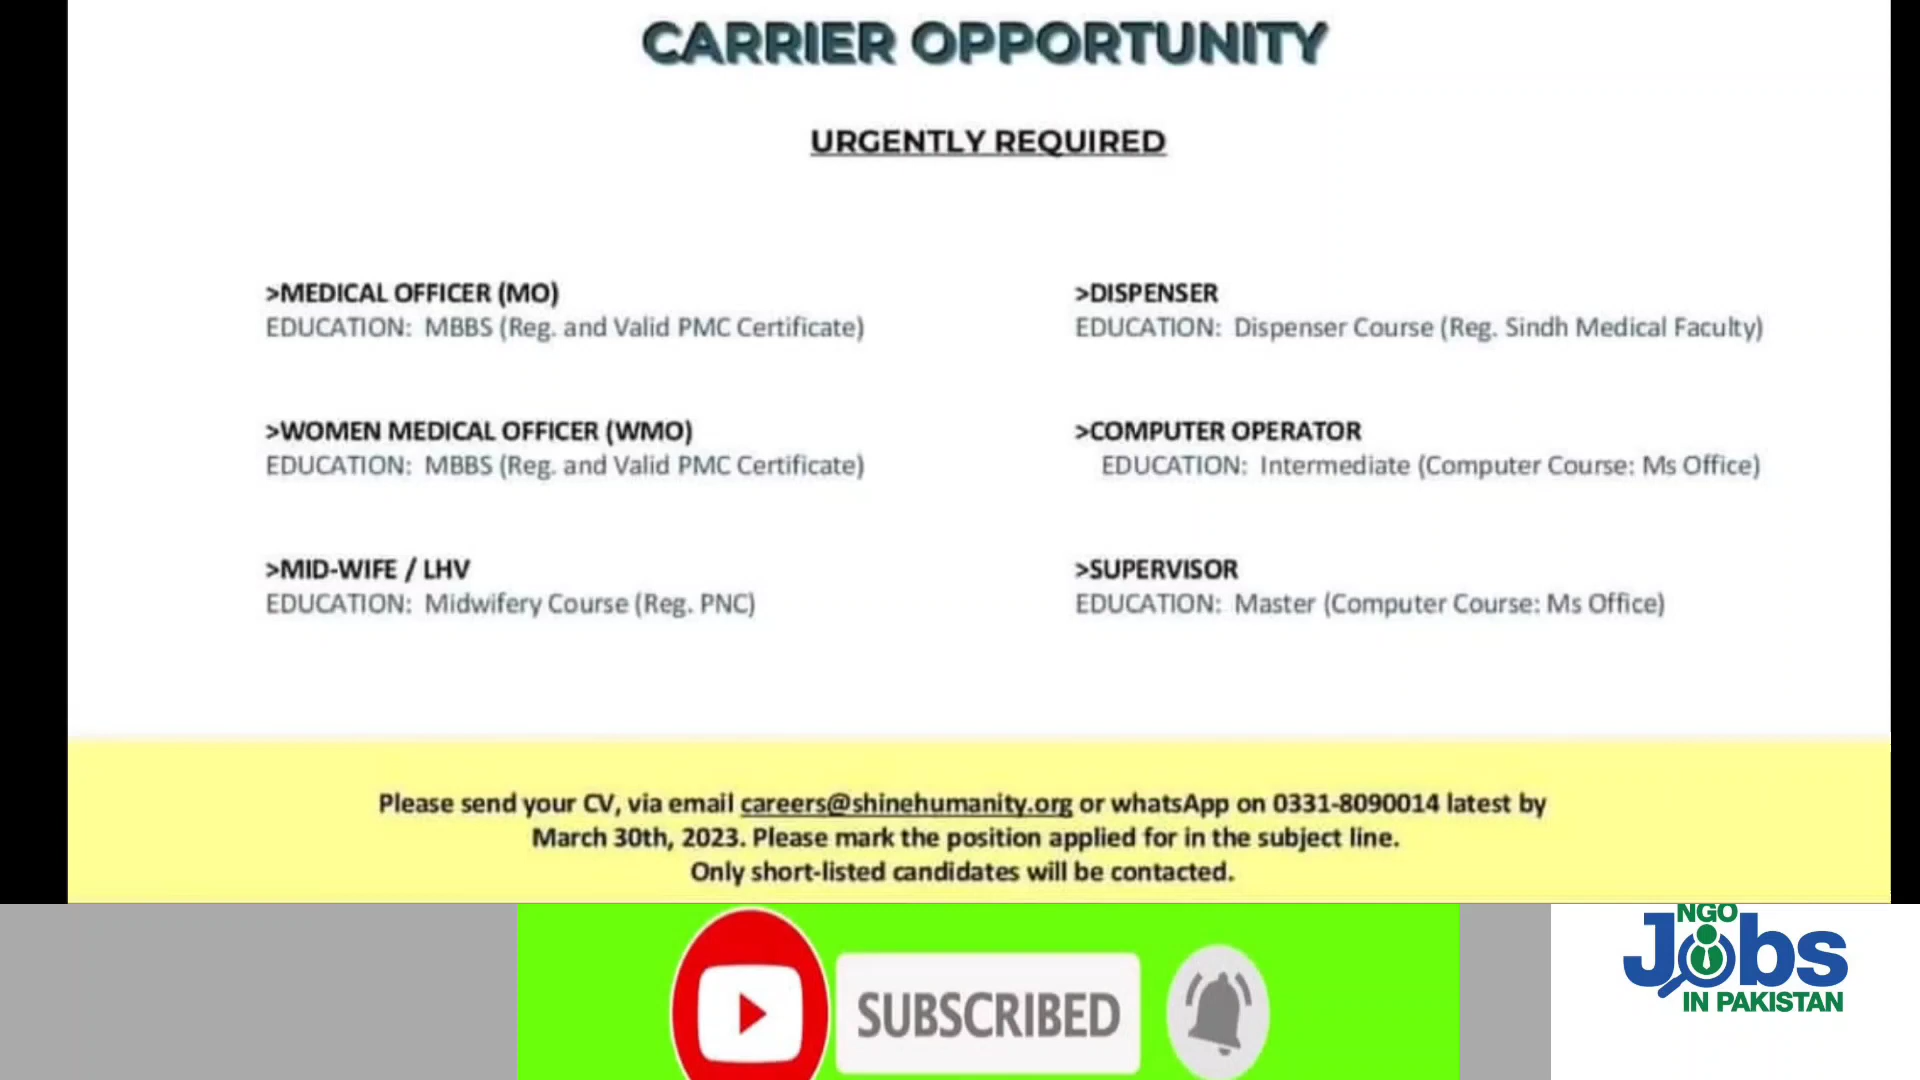 CARRIER OPPORTUNITY
URGENTLY REQUIRED
>MEDICAL OFFICER (MO)
EDUCATION: MBBS (Reg. and Valid PMC Certificate)
>WOMEN MEDICAL OFFICER (WMO)
EDUCATION: MBBS (Reg. and Valid PMC Certificate)
>MID-WIFE / LHV
EDUCATION: Midwifery Course (Reg. PNC)
>DISPENSER
EDUCATION: Dispenser Course (Reg. Sindh Medical Faculty)
>COMPUTER OPERATOR
EDUCATION: Intermediate (Computer Course: Ms Office)
>SUPERVISOR
EDUCATION: Master (Computer Course: Ms Office)
Please send your CV, via email careers@shinehumanity.org or whatsApp on 0331-8090014 latest by
March 30th, 2023. Please mark the position applied for in the subject line.
Only short-listed candidates will be contacted.
SUBSCRIBED
NGO
Jobs
IN PAKISTAN